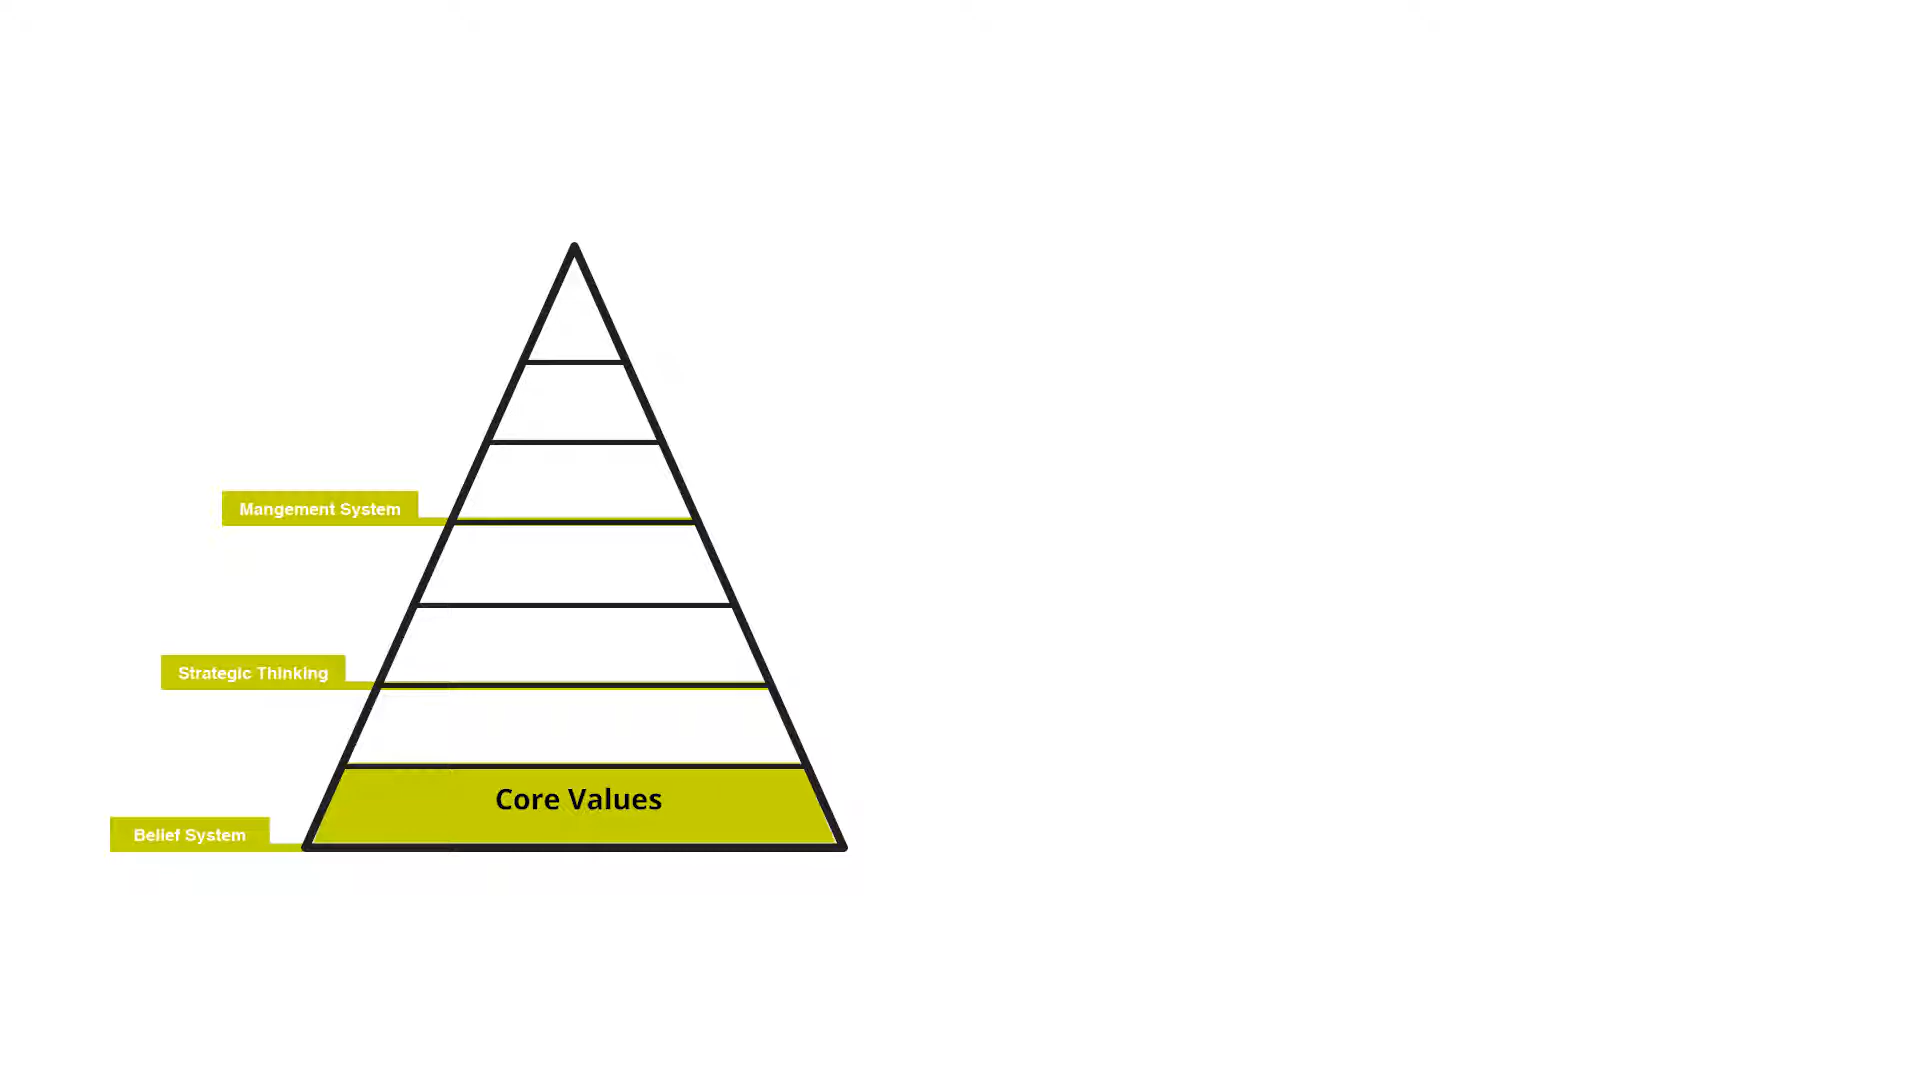 Mangement System
Strategic Thinking
Core Values
Belief System